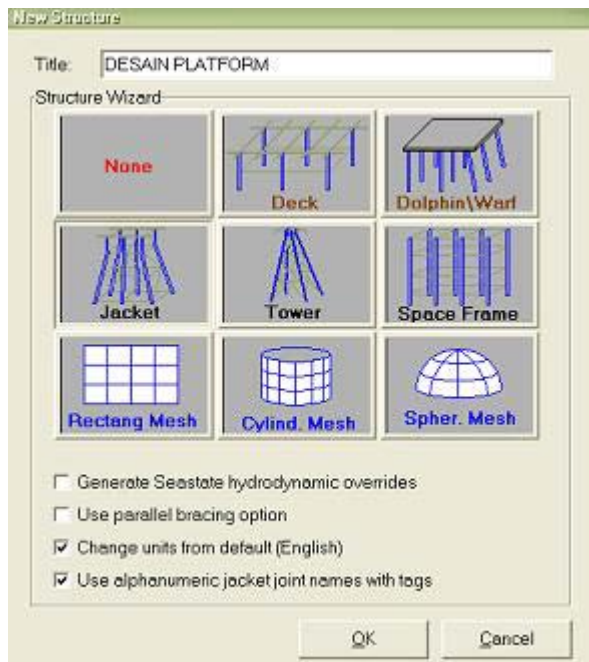 New Structure
Title: DESAIN PLATFORM
Structure Wizard
None
Deck
Dolphin\Warf
Jacket
Tower
Space Frame
Rectang Mesh
Cylind. Mesh
Spher. Mesh
Generate Seastate hydrodynamic overrides
Use parallel bracing option
Change units from default (English)
Use alphanumeric jacket joint names with tags
OK
Cancel